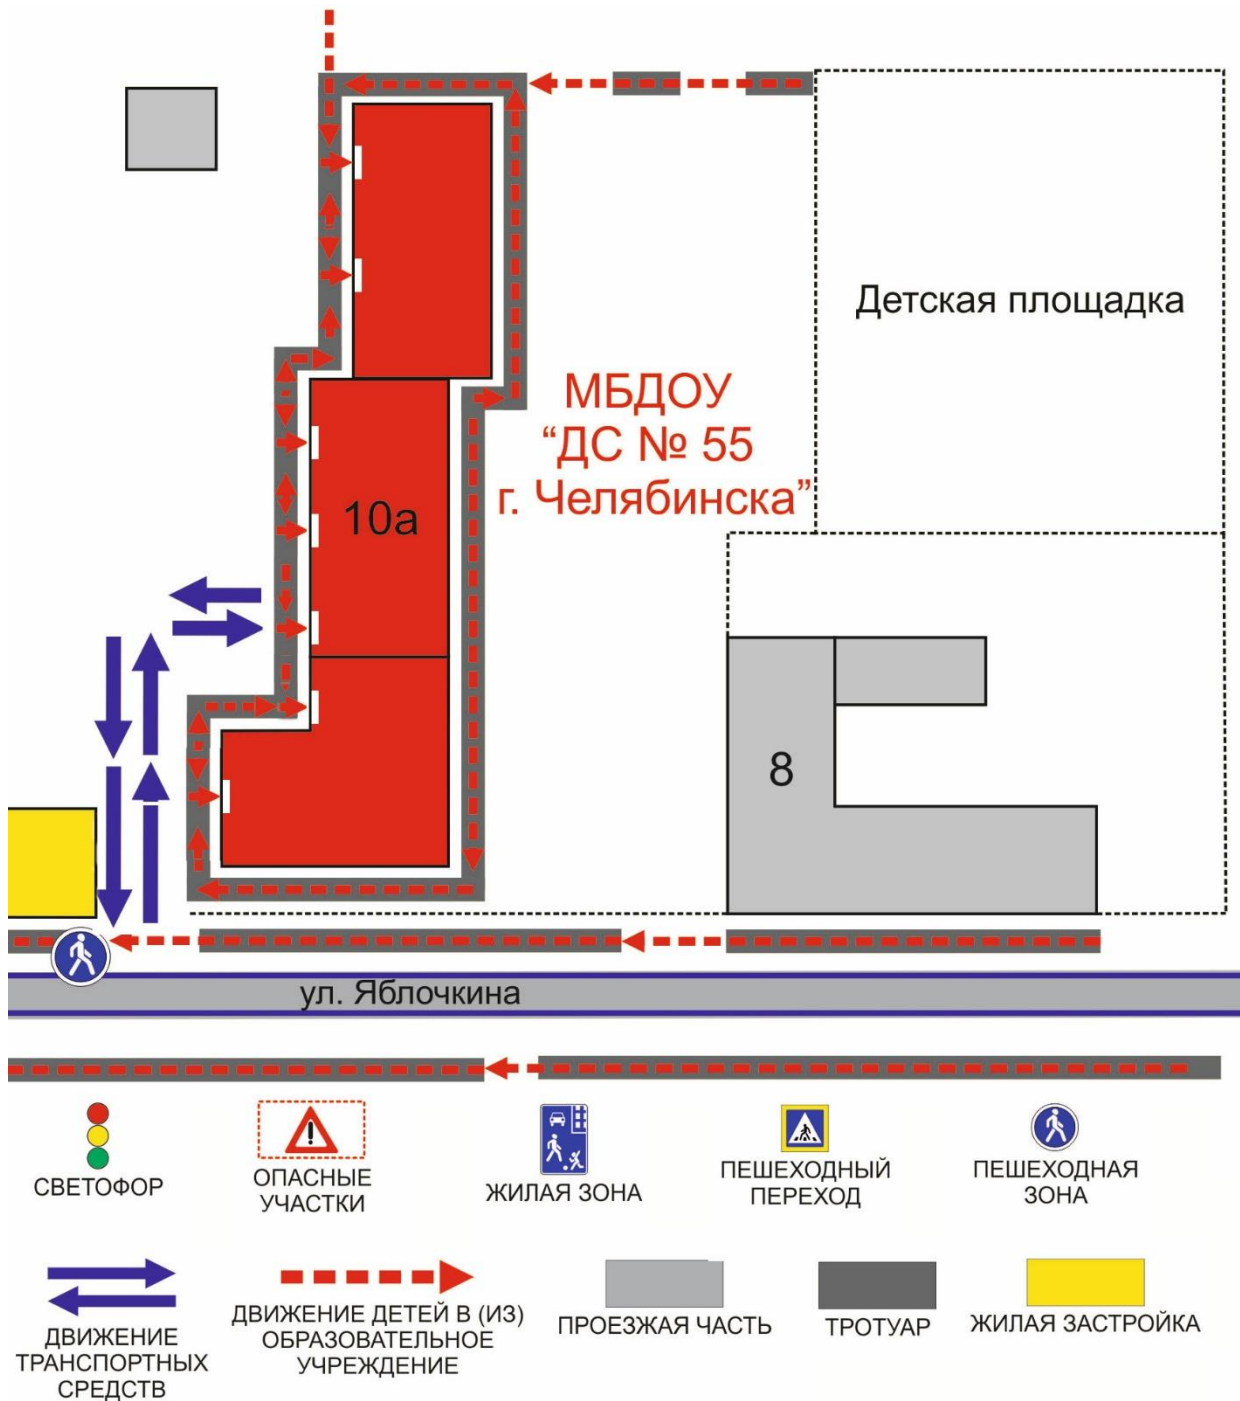 Детская площадка
МБДОУ
“ДС № 55
г. Челябинска”
10а
8
ул. Яблочкина
СВЕТОФОР
ОПАСНЫЕ
УЧАСТКИ
ЖИЛАЯ ЗОНА
ПЕШЕХОДНЫЙ
ПЕРЕХОД
ПЕШЕХОДНАЯ
ЗОНА
ДВИЖЕНИЕ
ТРАНСПОРТНЫХ
СРЕДСТВ
ДВИЖЕНИЕ ДЕТЕЙ В (ИЗ)
ОБРАЗОВАТЕЛЬНОЕ
УЧРЕЖДЕНИЕ
ПРОЕЗЖАЯ ЧАСТЬ
ТРОТУАР
ЖИЛАЯ ЗАСТРОЙКА